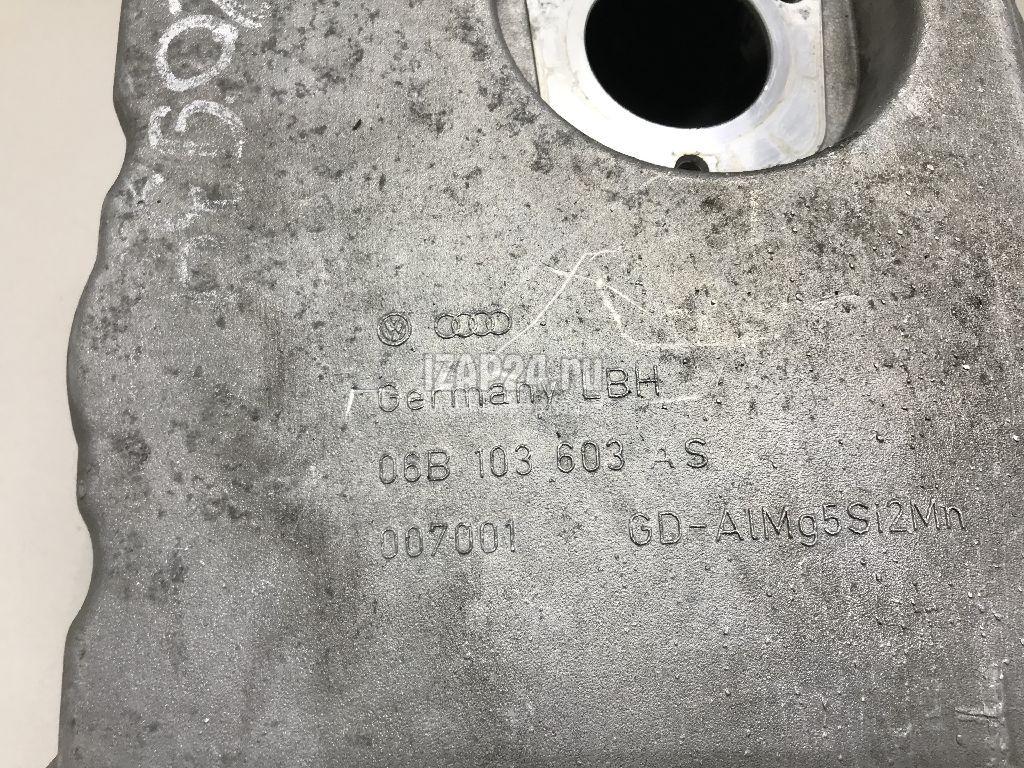 IZAP24.ru
Germany LBH
06B 103 603 AS
007001 GD-AlMg5Si2Mn